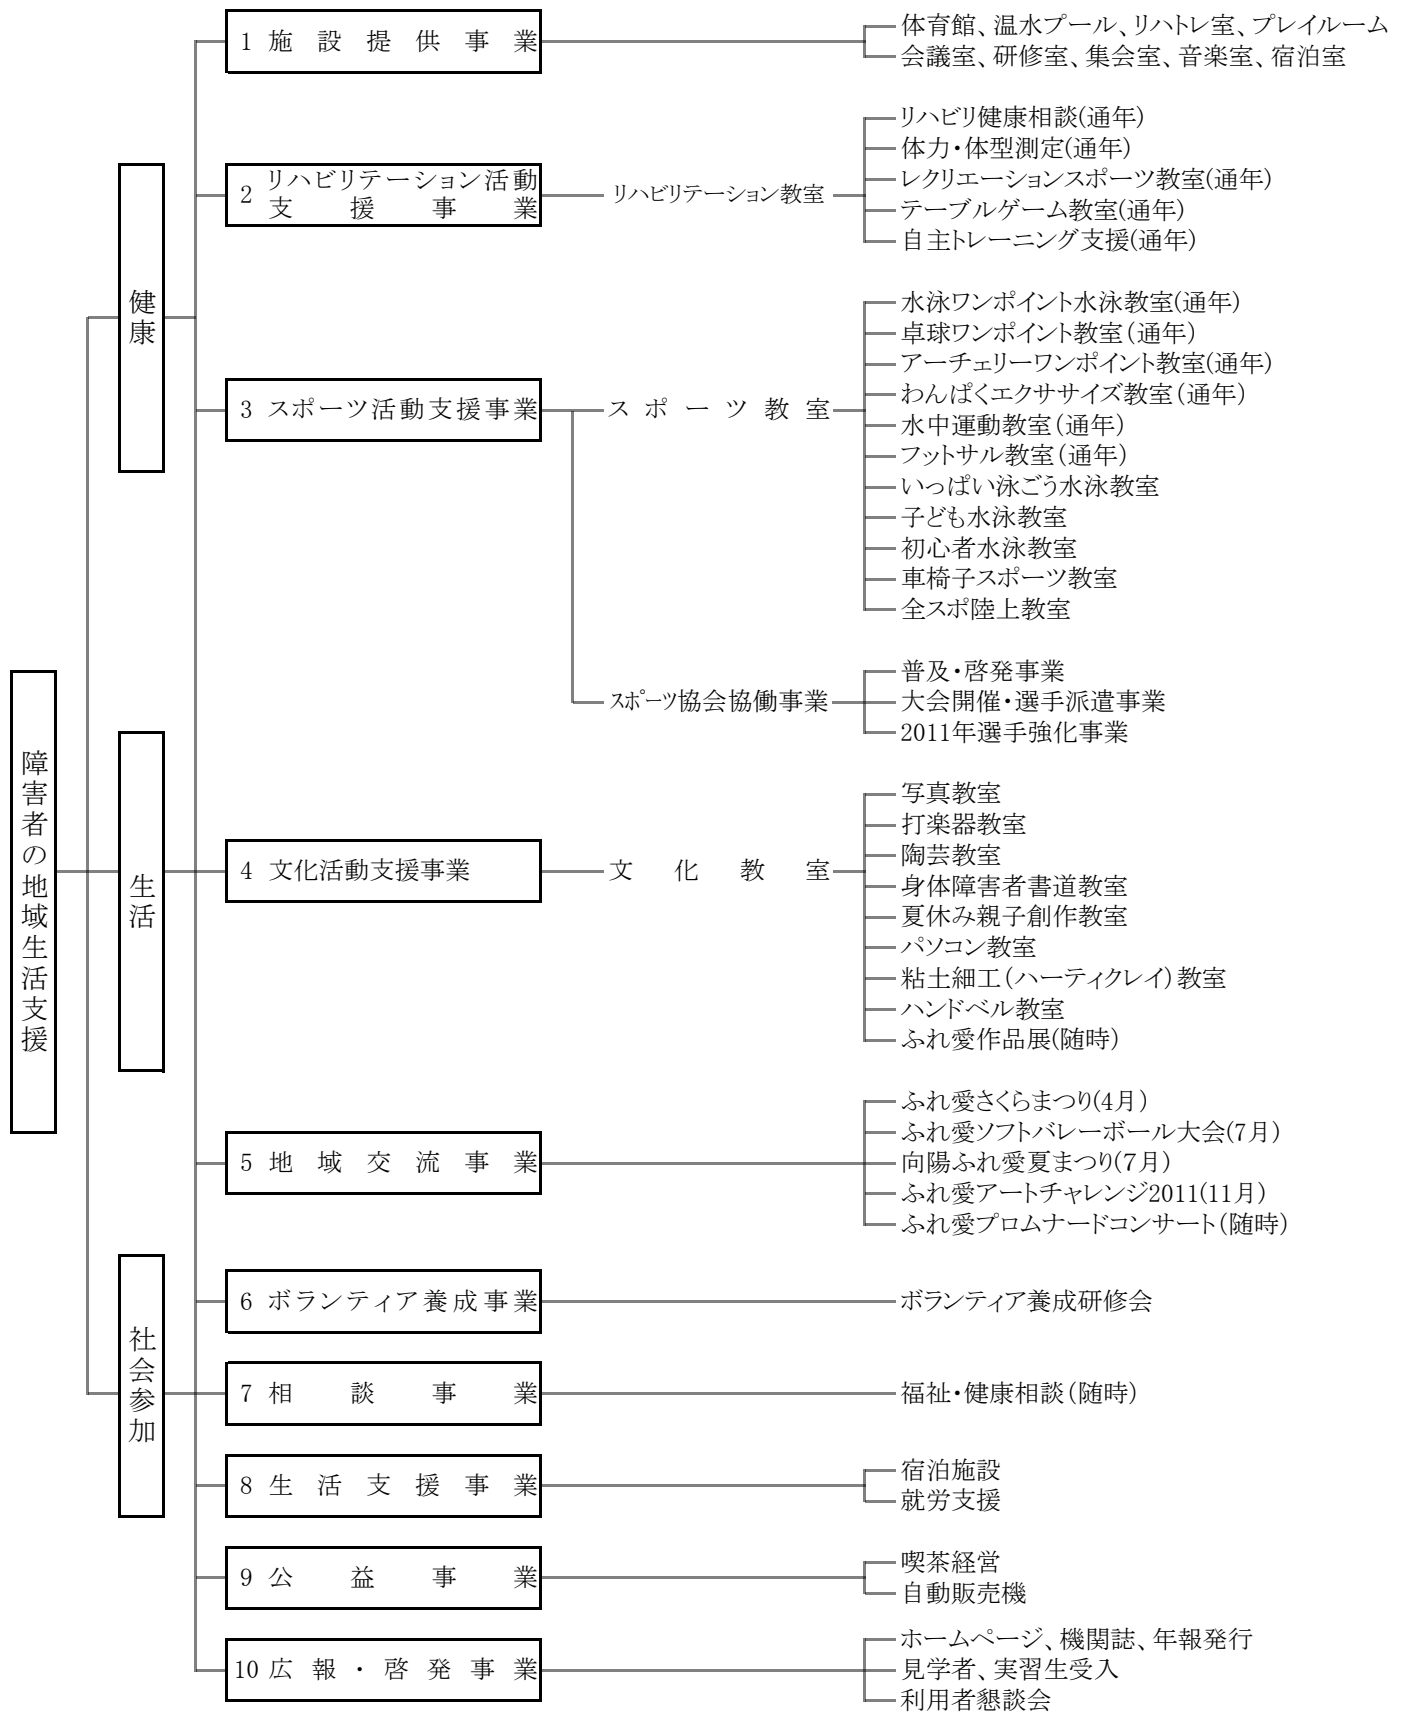 障害者の地域生活支援
健康
生活
社会参加
1 施設提供事業
体育館、温水プール、リハトレ室、プレイルーム
会議室、研修室、集会室、音楽室、宿泊室
2 リハビリテーション活動
支援事業
リハビリテーション教室
リハビリ健康相談(通年)
体力・体型測定(通年)
レクリエーションスポーツ教室(通年)
テーブルゲーム教室(通年)
自主トレーニング支援(通年)
3 スポーツ活動支援事業
スポーツ教室
水泳ワンポイント水泳教室(通年)
卓球ワンポイント教室(通年)
アーチェリーワンポイント教室(通年)
わんぱくエクササイズ教室(通年)
水中運動教室(通年)
フットサル教室(通年)
いっぱい泳ごう水泳教室
子ども水泳教室
初心者水泳教室
車椅子スポーツ教室
全スポ陸上教室
スポーツ協会協働事業
普及・啓発事業
大会開催・選手派遣事業
2011年選手強化事業
4 文化活動支援事業
文化教室
写真教室
打楽器教室
陶芸教室
身体障害者書道教室
夏休み親子創作教室
パソコン教室
粘土細工(ハーティクレイ)教室
ハンドベル教室
ふれ愛作品展(随時)
5 地域交流事業
ふれ愛さくらまつり(4月)
ふれ愛ソフトバレーボール大会(7月)
向陽ふれ愛夏まつり(7月)
ふれ愛アートチャレンジ2011(11月)
ふれ愛プロムナードコンサート(随時)
6 ボランティア養成事業
ボランティア養成研修会
7 相談事業
福祉・健康相談(随時)
8 生活支援事業
宿泊施設
就労支援
9 公益事業
喫茶経営
自動販売機
10 広報・啓発事業
ホームページ、機関誌、年報発行
見学者、実習生受入
利用者懇談会